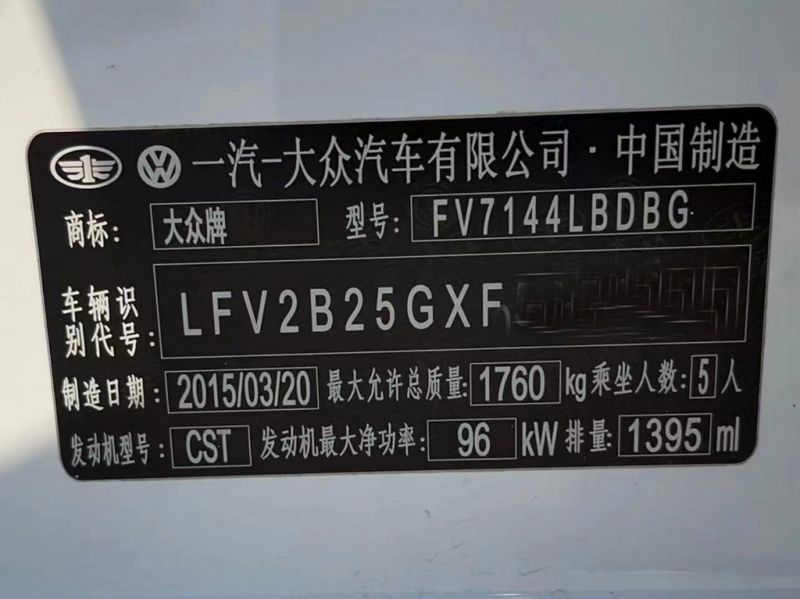 一汽-大众汽车有限公司·中国制造
商标: 大众牌 型号: FV7144LBDBG
车辆识别代号: LFV2B25GXF
制造日期: 2015/03/20 最大允许总质量: 1760 kg 乘坐人数: 5 人
发动机型号: CST 发动机最大净功率: 96 kW 排量: 1395 ml